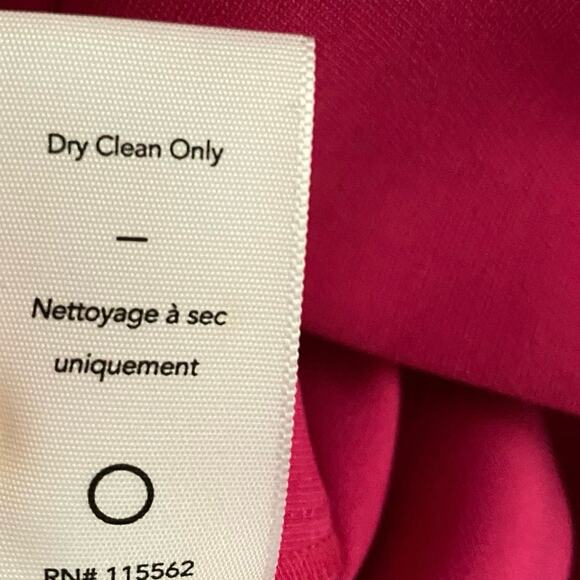 Dry Clean Only
—
Nettoyage à sec
uniquement
RN# 115562